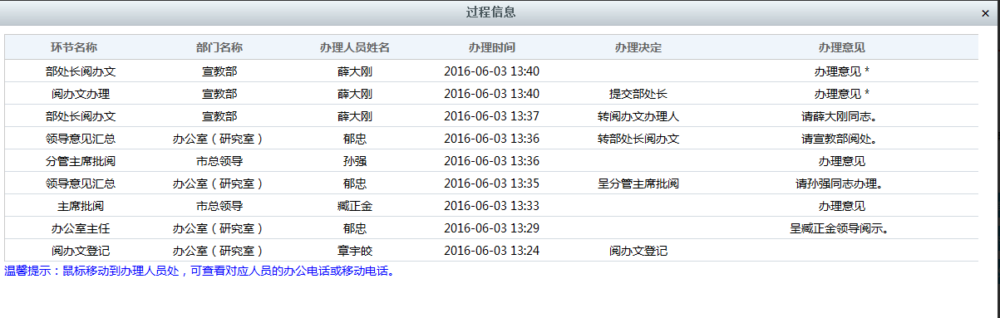 过程信息 ×
环节名称 部门名称 办理人员姓名 办理时间 办理决定 办理意见
部处长阅办文 宣教部 薛大刚 2016-06-03 13:40 办理意见 *
阅办文办理 宣教部 薛大刚 2016-06-03 13:40 提交部处长 办理意见 *
部处长阅办文 宣教部 薛大刚 2016-06-03 13:37 转阅办文办理人 请薛大刚同志。
领导意见汇总 办公室（研究室） 郁忠 2016-06-03 13:36 转部处长阅办文 请宣教部阅处。
分管主席批阅 市总领导 孙强 2016-06-03 13:36 办理意见
领导意见汇总 办公室（研究室） 郁忠 2016-06-03 13:35 呈分管主席批阅 请孙强同志办理。
主席批阅 市总领导 臧正金 2016-06-03 13:33 办理意见
办公室主任 办公室（研究室） 郁忠 2016-06-03 13:29 呈臧正金领导阅示。
阅办文登记 办公室（研究室） 章宇皎 2016-06-03 13:24 阅办文登记
温馨提示：鼠标移动到办理人员处，可查看对应人员的办公电话或移动电话。